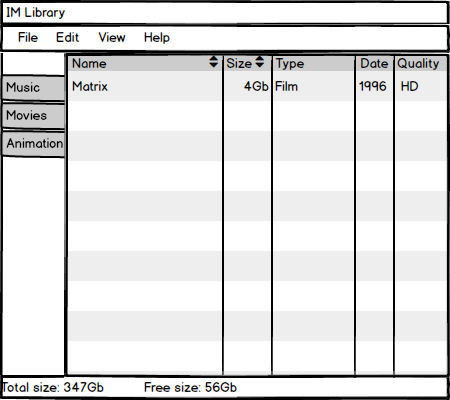 IM Library
File Edit View Help
Name Size Type Date Quality
Music
Matrix 4Gb Film 1996 HD
Movies
Animation
Total size: 347Gb Free size: 56Gb